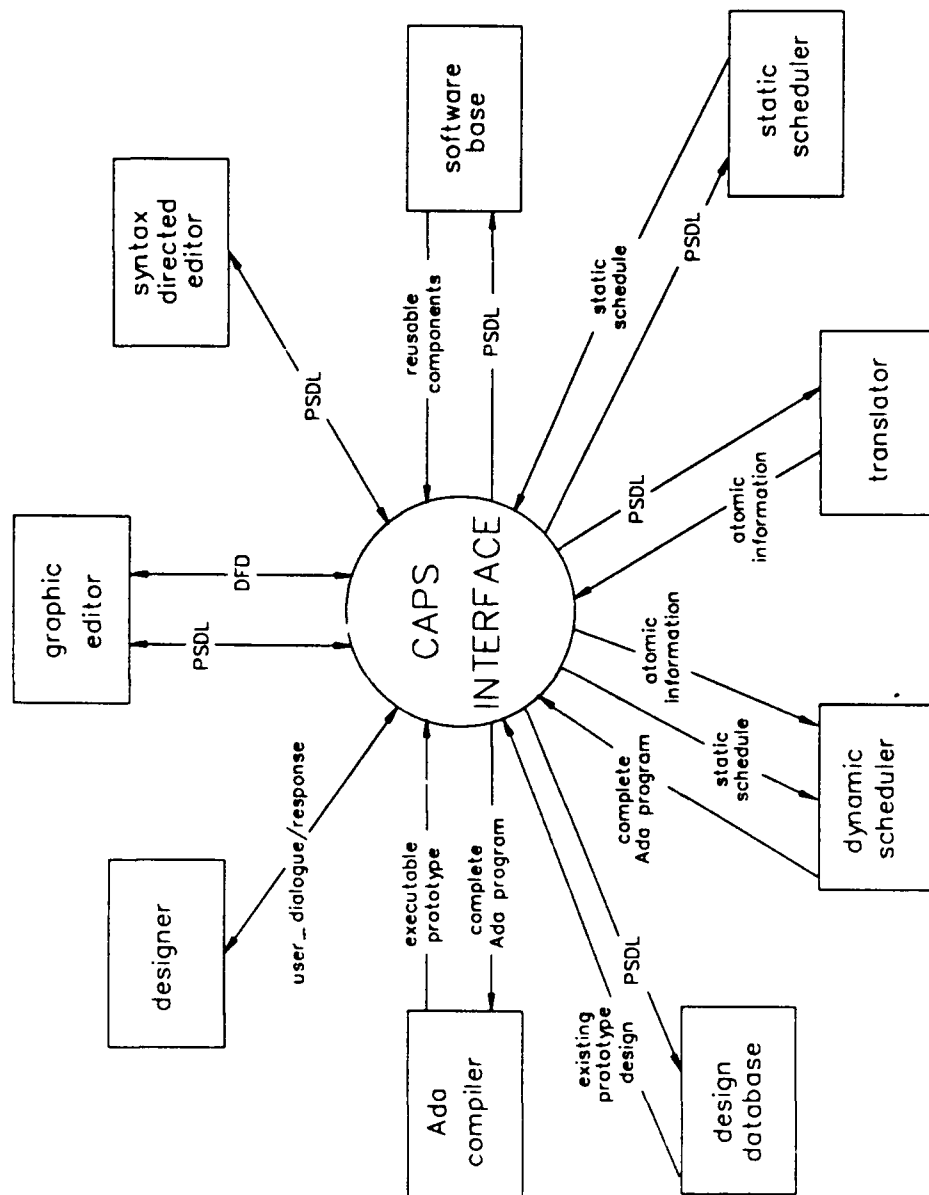 designer
graphic
editor
syntax
directed
editor
user_dialogue/response
PSDL
DFD
PSDL
Ada
compiler
executable
prototype
complete
Ada program
CAPS
INTERFACE
reusable
components
PSDL
software
base
existing
prototype
design
PSDL
complete
Ada program
static
schedule
atomic
information
atomic
information
PSDL
static
schedule
PSDL
design
database
dynamic
scheduler
translator
static
scheduler